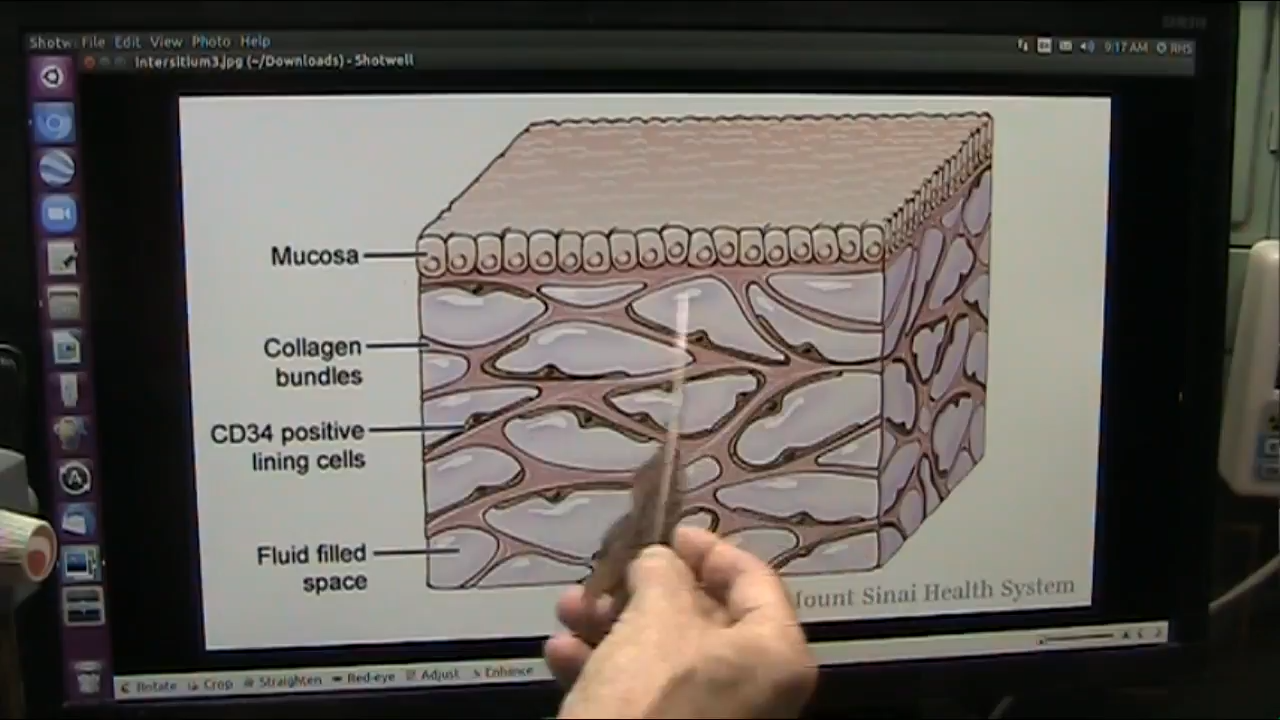 Shotw File Edit View Photo Help
9:17 AM RHS
Intersitium3.jpg (~/Downloads) - Shotwell
Mucosa
Collagen
bundles
CD34 positive
lining cells
Fluid filled
space
Mount Sinai Health System
Rotate Crop Straighten Red-eye Adjust Enhance